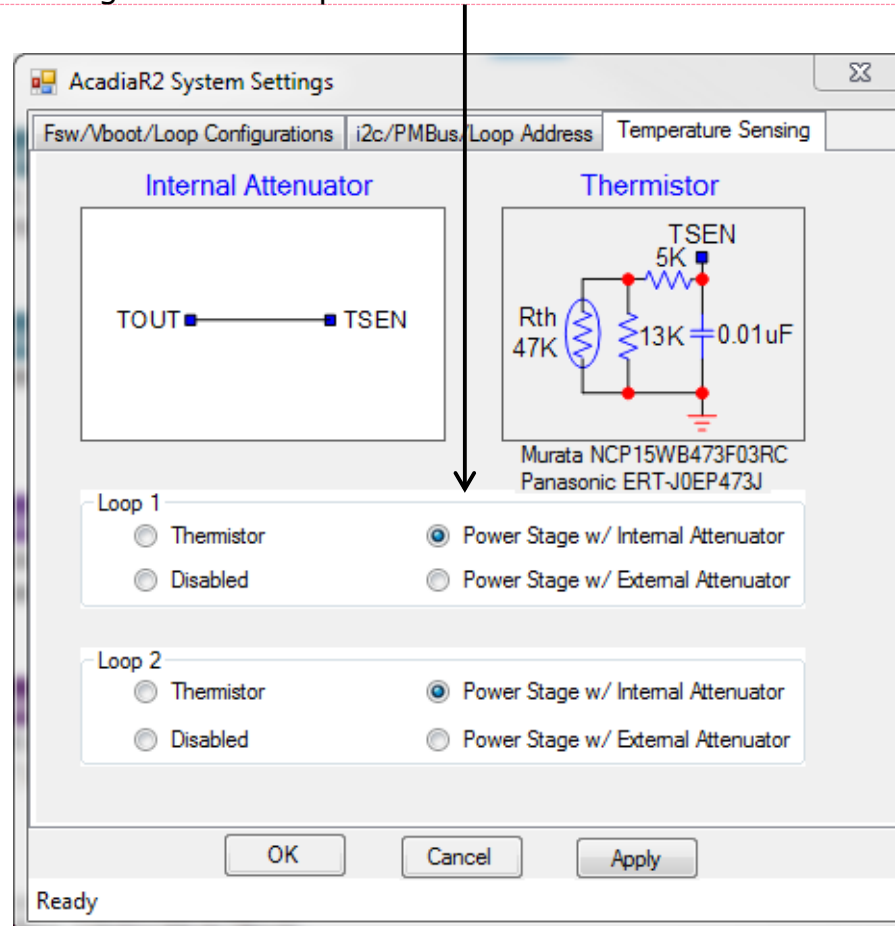 AcadiaR2 System Settings
Fsw/Vboot/Loop Configurations i2c/PMBus/Loop Address Temperature Sensing
Internal Attenuator Thermistor
TSEN
5K
TOUT TSEN
Rth
47K 13K 0.01uF
Murata NCP15WB473F03RC
Panasonic ERT-J0EP473J
Loop 1
Thermistor Power Stage w/ Internal Attenuator
Disabled Power Stage w/ External Attenuator
Loop 2
Thermistor Power Stage w/ Internal Attenuator
Disabled Power Stage w/ External Attenuator
OK Cancel Apply
Ready